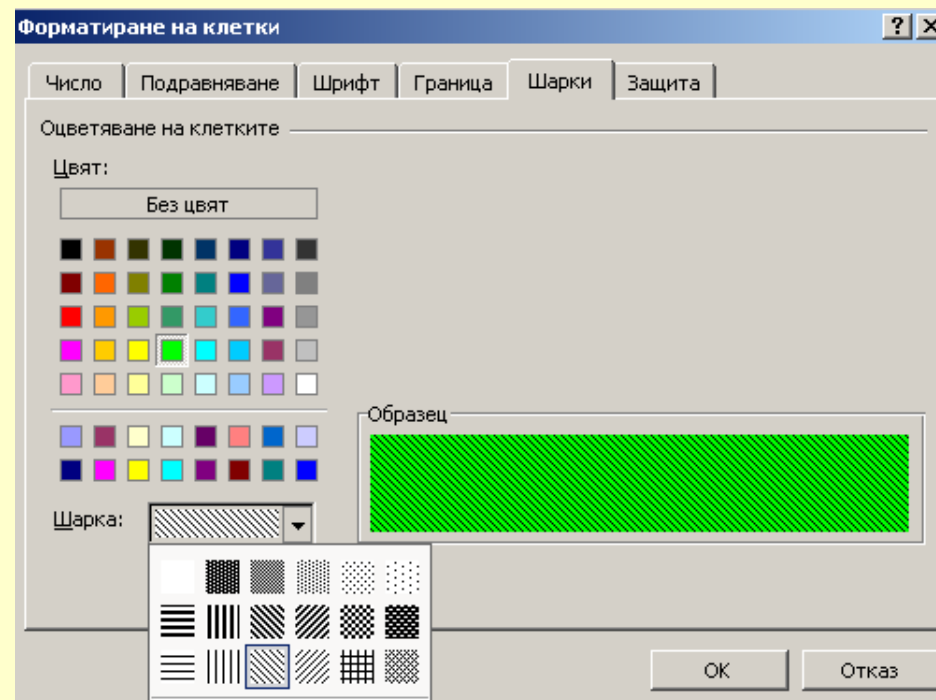 Форматиране на клетки
Число Подравняване Шрифт Граница Шарки Защита
Оцветяване на клетките
Цвят:
Без цвят
Образец
Шарка:
OK Отказ